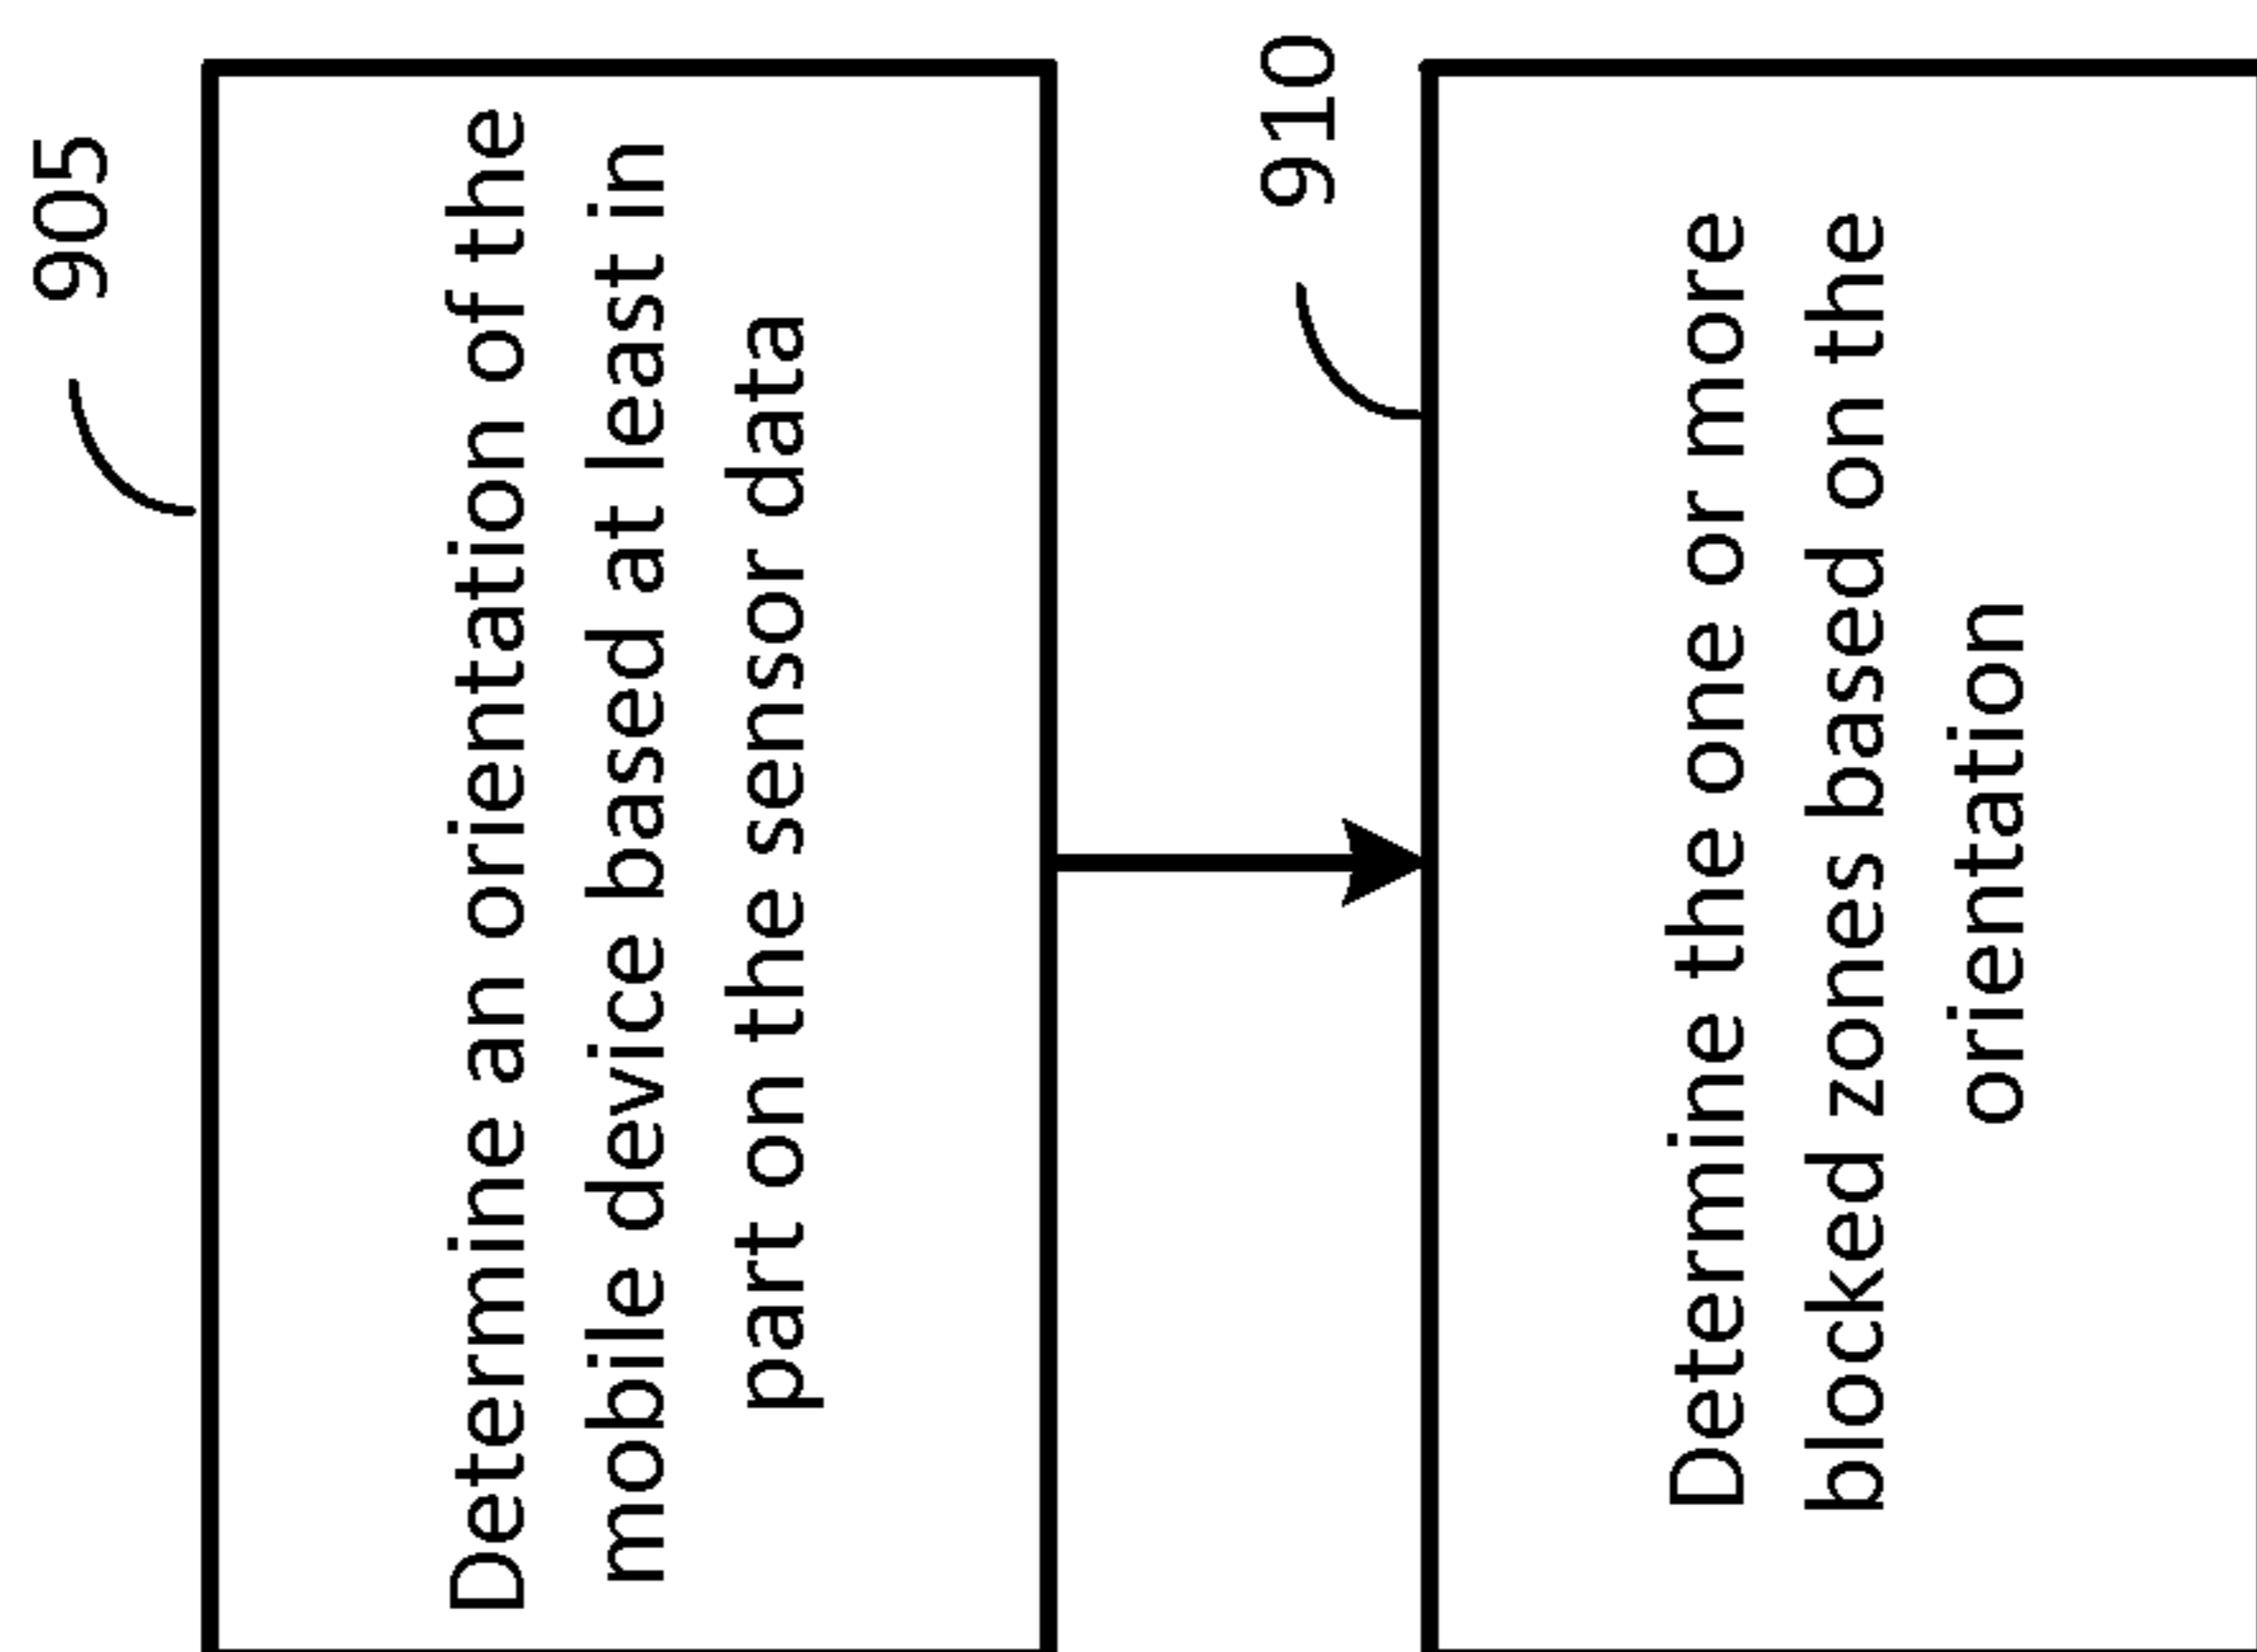 905
Determine an orientation of the
mobile device based at least in
part on the sensor data
910
Determine the one or more
blocked zones based on the
orientation